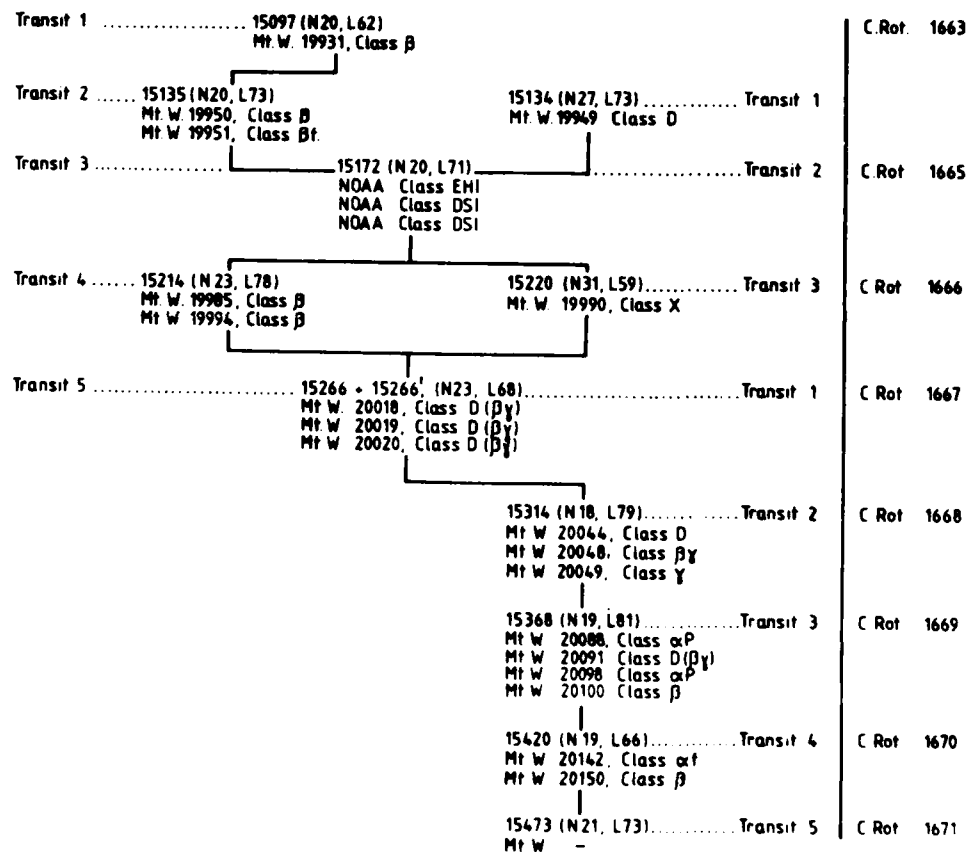 Transit 1 .............. 15097 (N20, L62) C.Rot. 1663
Mt. W. 19931, Class β
Transit 2 ...... 15135 (N20, L73) 15134 (N27, L73) ............. Transit 1
Mt. W. 19950, Class β Mt. W. 19949 Class D
Mt. W 19951, Class βf.
Transit 3 ................... 15172 (N20, L71) ................ Transit 2 C.Rot 1665
NOAA Class EHI
NOAA Class DSI
NOAA Class DSI
Transit 4 ...... 15214 (N23, L78) 15220 (N31, L59) ............. Transit 3 C Rot 1666
Mt. W. 19985, Class β Mt. W. 19990, Class X
Mt W. 19994, Class β
Transit 5 ......................... 15266 + 15266', (N23, L68) ........................... Transit 1 C Rot 1667
Mt W. 20018, Class D (βγ)
Mt W 20019, Class D (βγ)
Mt W 20020, Class D (βγ)
15314 (N18, L79) ............. Transit 2 C Rot 1668
Mt W 20044, Class D
Mt W 20048, Class βγ
Mt W 20049, Class γ
15368 (N19, L81) .............. Transit 3 C Rot 1669
Mt W 20088, Class αP
Mt W 20091 Class D(βγ)
Mt W 20098 Class αP
Mt W 20100 Class β
15420 (N19, L66) ............ Transit 4 C Rot 1670
Mt W 20142, Class αf
Mt W 20150, Class β
15473 (N21, L73) ............ Transit 5 C Rot 1671
Mt W –